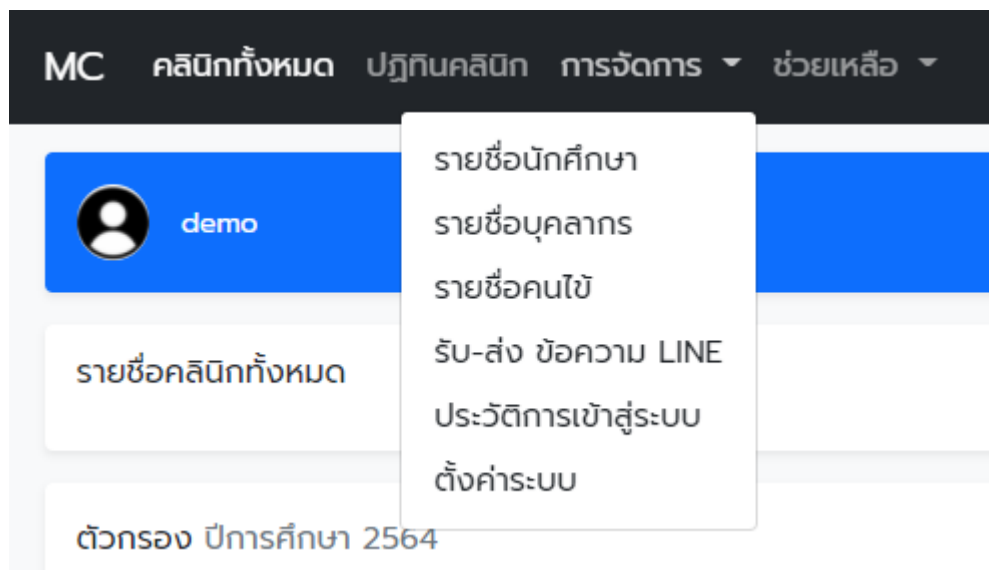 MC คลินิกทั้งหมด ปฏิทินคลินิก การจัดการ ช่วยเหลือ
demo
รายชื่อนักศึกษา
รายชื่อบุคลากร
รายชื่อคนไข้
รับ-ส่ง ข้อความ LINE
ประวัติการเข้าสู่ระบบ
ตั้งค่าระบบ
รายชื่อคลินิกทั้งหมด
ตัวกรอง ปีการศึกษา 2564